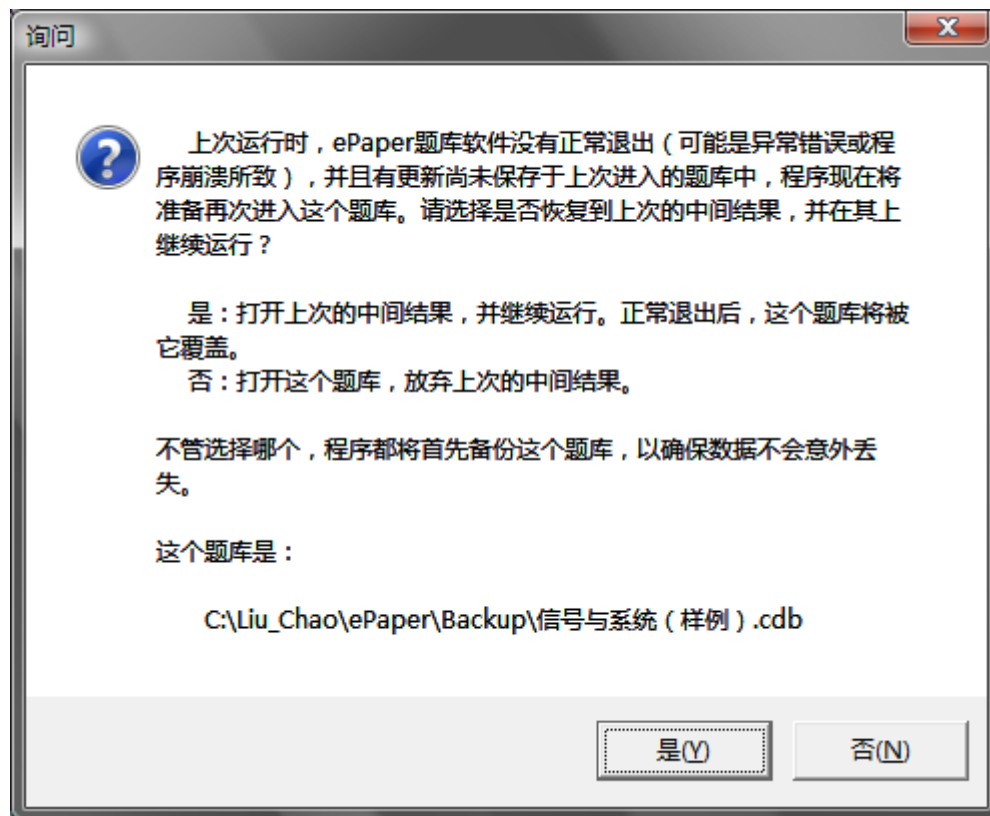 询问
上次运行时，ePaper题库软件没有正常退出（可能是异常错误或程
序崩溃所致），并且有更新尚未保存于上次进入的题库中，程序现在将
准备再次进入这个题库。请选择是否恢复到上次的中间结果，并在其上
继续运行？
是：打开上次的中间结果，并继续运行。正常退出后，这个题库将被
它覆盖。
否：打开这个题库，放弃上次的中间结果。
不管选择哪个，程序都将首先备份这个题库，以确保数据不会意外丢
失。
这个题库是：
C:\Liu_Chao\ePaper\Backup\信号与系统（样例）.cdb
是(Y) 否(N)